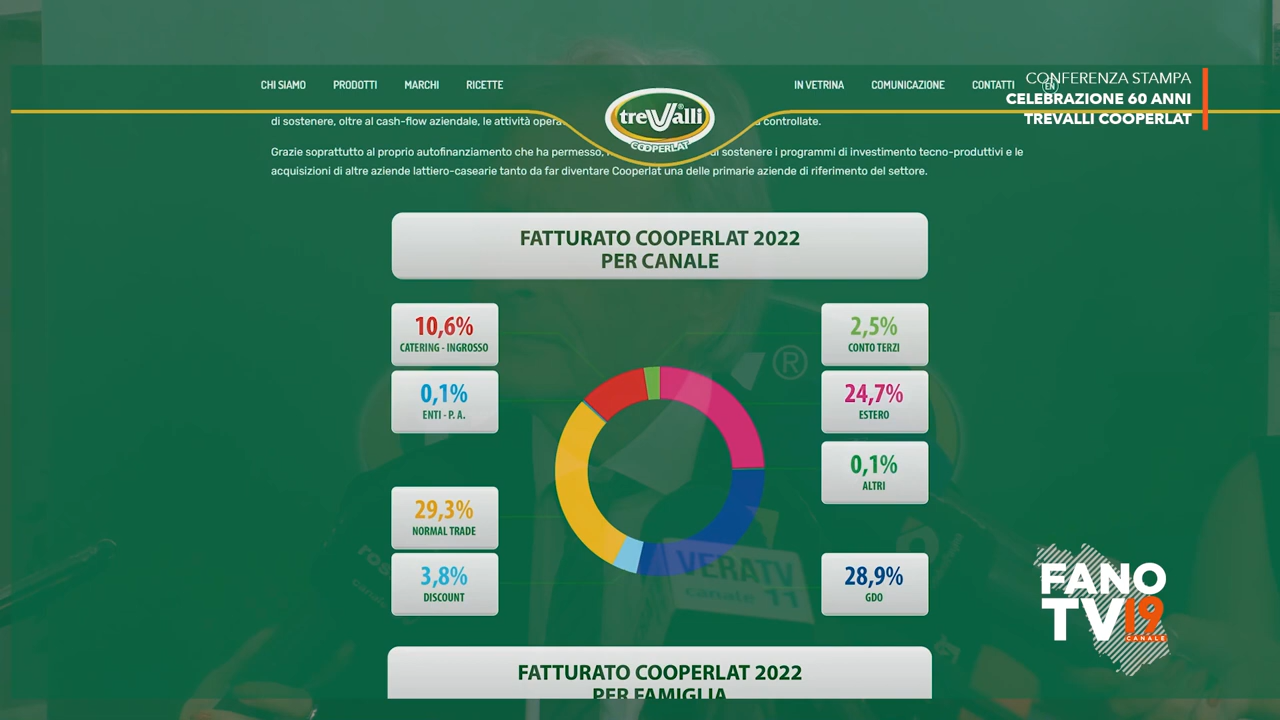 CHI SIAMO PRODOTTI MARCHI RICETTE
IN VETRINA COMUNICAZIONE CONTATTI EN
CONFERENZA STAMPA
CELEBRAZIONE 60 ANNI
TREVALLI COOPERLAT
treValli®
COOPERLAT
di sostenere, oltre al cash-flow aziendale, le attività controllate.
Grazie soprattutto al proprio autofinanziamento che ha permesso, sostenere i programmi di investimento tecno-produttivi e le
acquisizioni di altre aziende lattiero-casearie tanto da far diventare Cooperlat una delle primarie aziende di riferimento del settore.
FATTURATO COOPERLAT 2022
PER CANALE
10,6%
CATERING - INGROSSO
0,1%
ENTI - P. A.
29,3%
NORMAL TRADE
3,8%
DISCOUNT
2,5%
CONTO TERZI
24,7%
ESTERO
0,1%
ALTRI
28,9%
GDO
®
VERATV
canale 11
FANO
TV19
CANALE
FATTURATO COOPERLAT 2022
PER FAMIGLIA